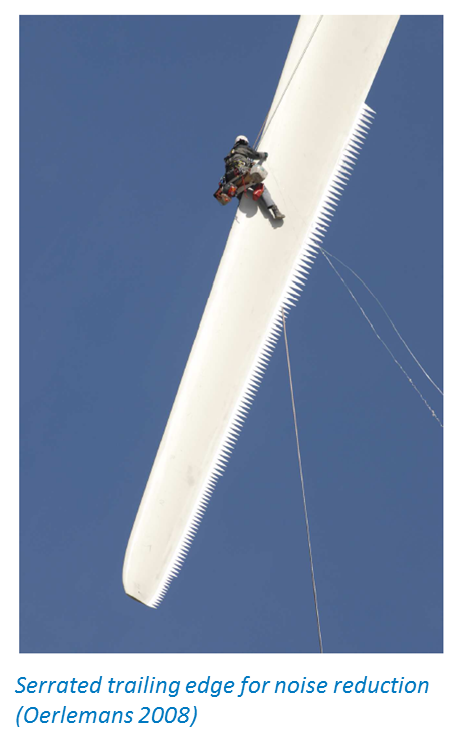 Serrated trailing edge for noise reduction
(Oerlemans 2008)